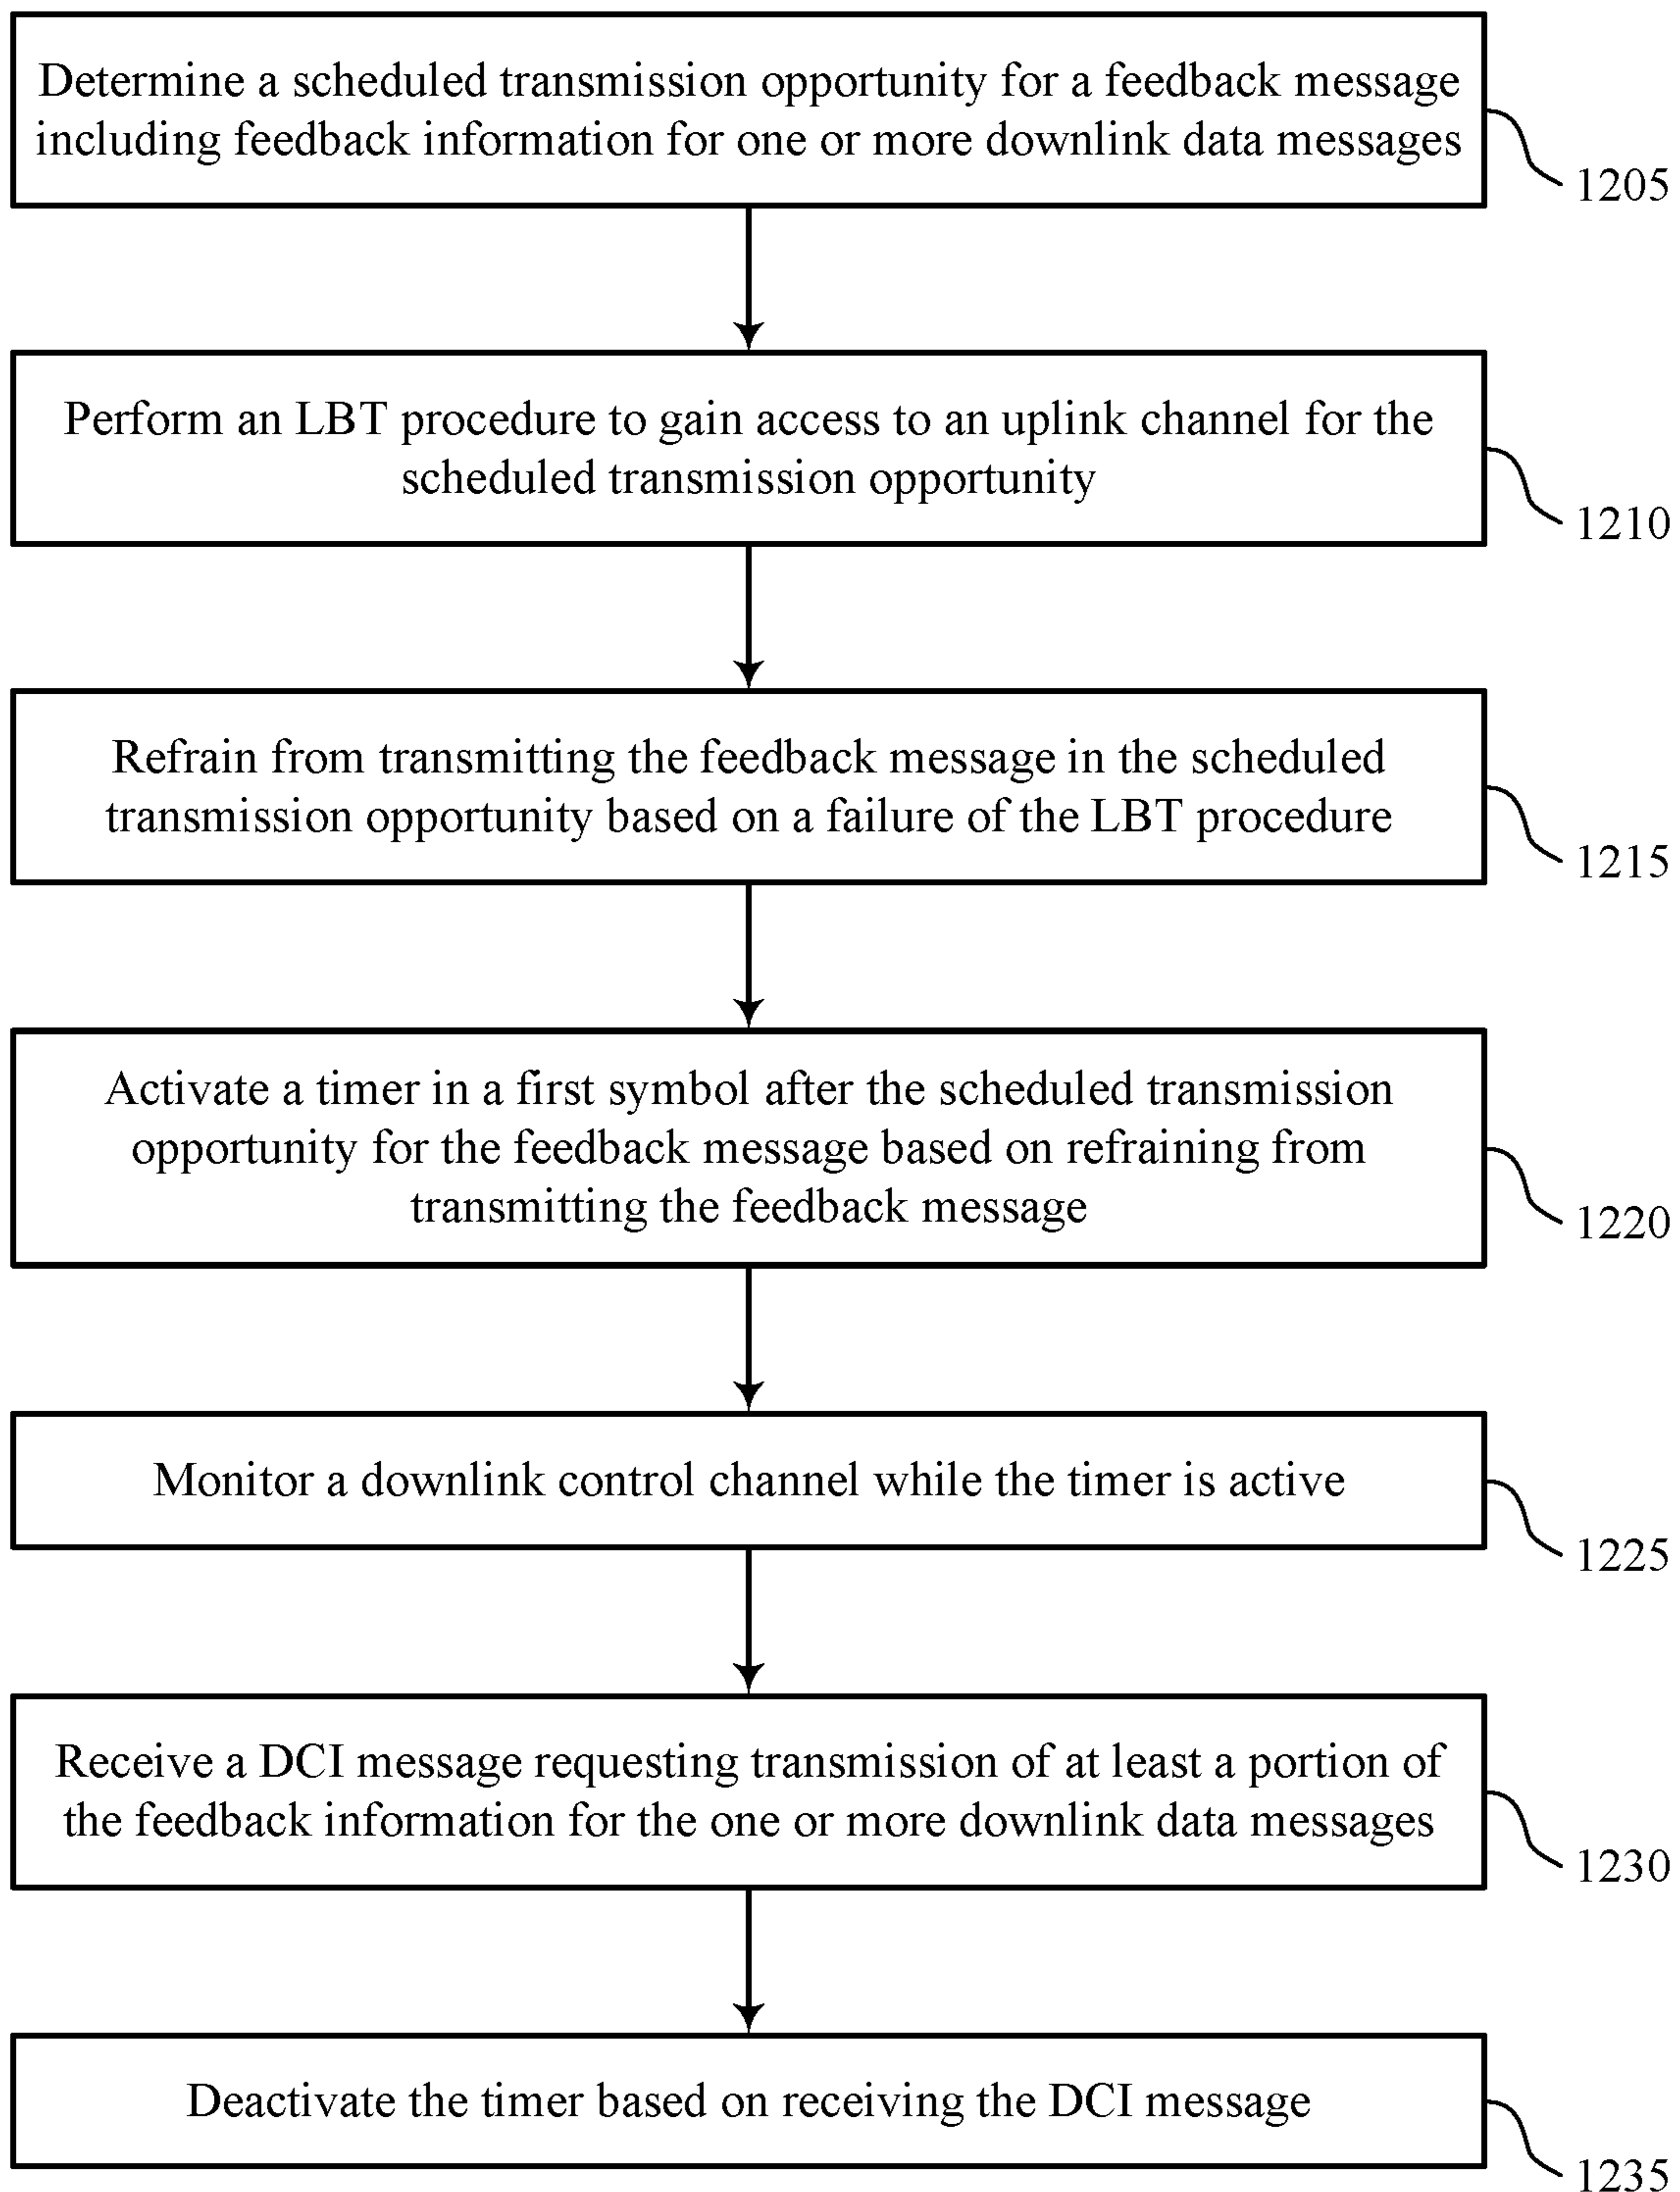 Determine a scheduled transmission opportunity for a feedback message
including feedback information for one or more downlink data messages
1205
Perform an LBT procedure to gain access to an uplink channel for the
scheduled transmission opportunity
1210
Refrain from transmitting the feedback message in the scheduled
transmission opportunity based on a failure of the LBT procedure
1215
Activate a timer in a first symbol after the scheduled transmission
opportunity for the feedback message based on refraining from
transmitting the feedback message
1220
Monitor a downlink control channel while the timer is active
1225
Receive a DCI message requesting transmission of at least a portion of
the feedback information for the one or more downlink data messages
1230
Deactivate the timer based on receiving the DCI message
1235